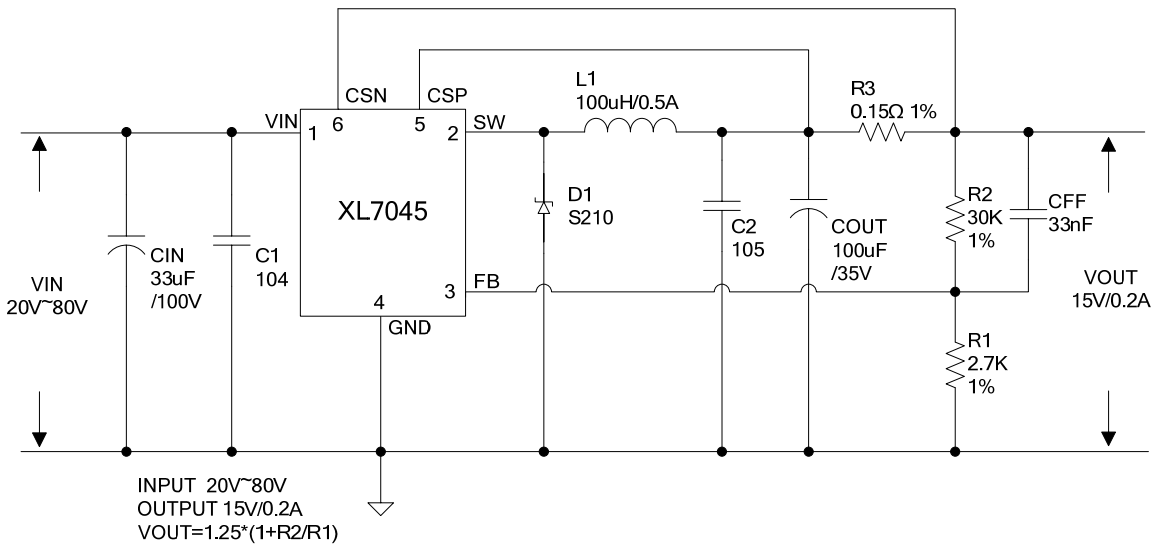 CSN
CSP
L1
100uH/0.5A
R3
0.15Ω 1%
VIN
1
6
5
2
SW
XL7045
D1
S210
R2
30K
1%
CFF
33nF
CIN
33uF
/100V
C1
104
C2
105
COUT
100uF
/35V
VIN
20V~80V
VOUT
15V/0.2A
3
FB
4
GND
R1
2.7K
1%
INPUT 20V~80V
OUTPUT 15V/0.2A
VOUT=1.25*(1+R2/R1)